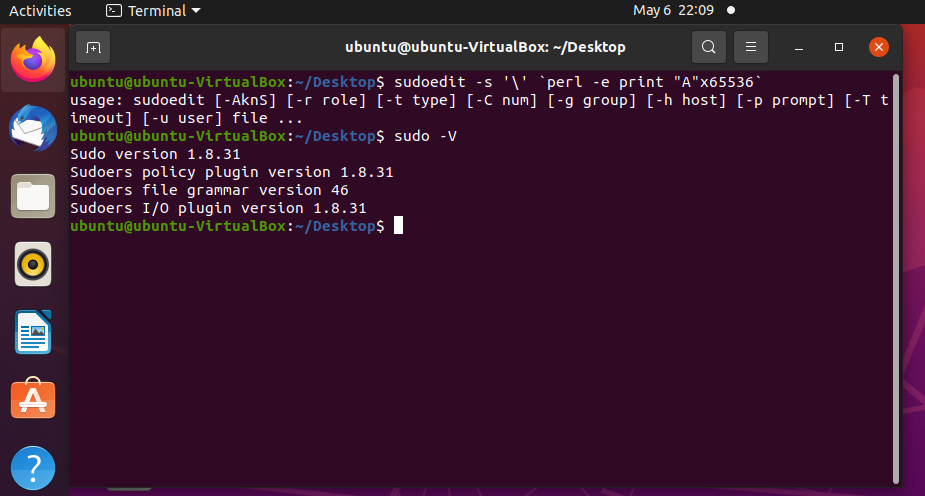 Activities Terminal May 6 22:09
ubuntu@ubuntu-VirtualBox: ~/Desktop
ubuntu@ubuntu-VirtualBox:~/Desktop$ sudoedit -s '\' `perl -e print "A"x65536`
usage: sudoedit [-AknS] [-r role] [-t type] [-C num] [-g group] [-h host] [-p prompt] [-T t
imeout] [-u user] file ...
ubuntu@ubuntu-VirtualBox:~/Desktop$ sudo -V
Sudo version 1.8.31
Sudoers policy plugin version 1.8.31
Sudoers file grammar version 46
Sudoers I/O plugin version 1.8.31
ubuntu@ubuntu-VirtualBox:~/Desktop$